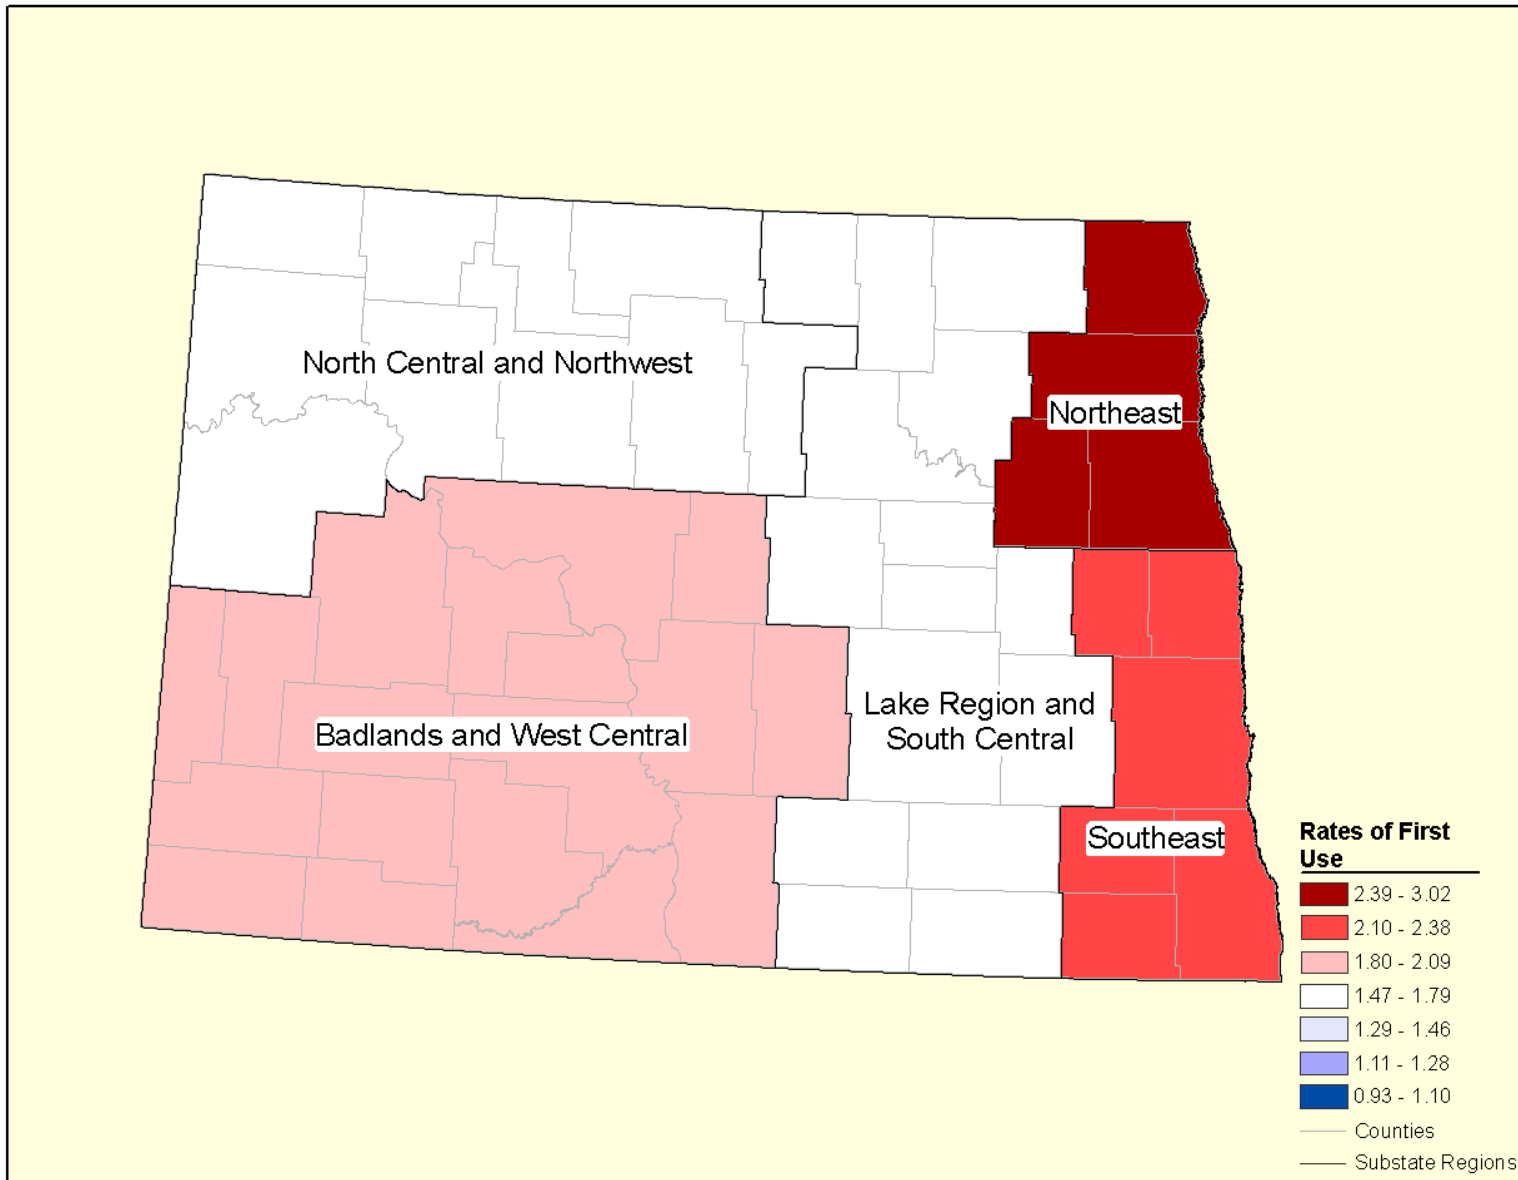 North Central and Northwest
Northeast
Lake Region and
South Central
Badlands and West Central
Southeast
Rates of First
Use
2.39 - 3.02
2.10 - 2.38
1.80 - 2.09
1.47 - 1.79
1.29 - 1.46
1.11 - 1.28
0.93 - 1.10
Counties
Substate Regions